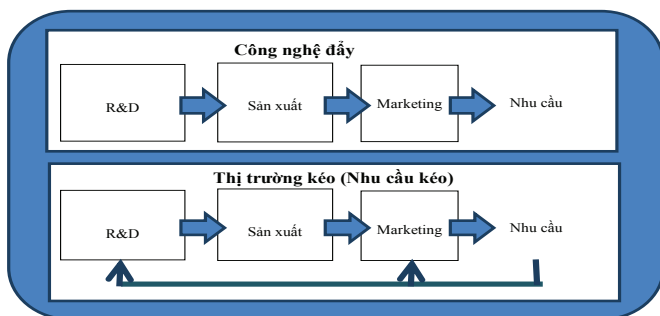 Công nghệ đẩy
R&D
Sản xuất
Marketing
Nhu cầu
Thị trường kéo (Nhu cầu kéo)
R&D
Sản xuất
Marketing
Nhu cầu